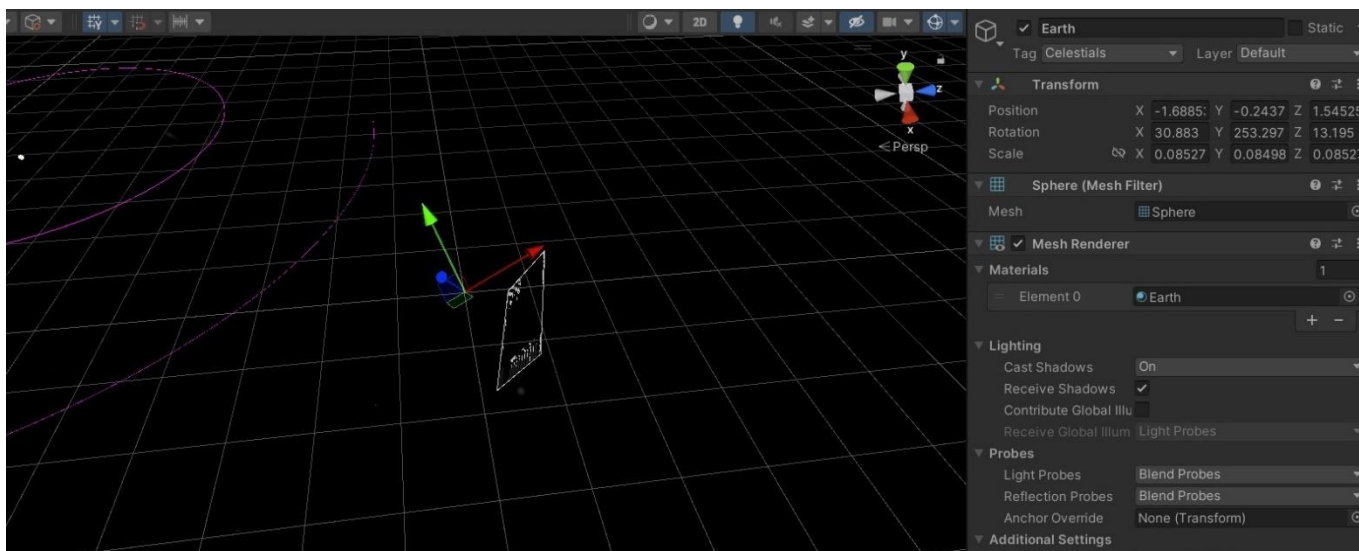 2D
y
z
x
Persp
Earth
Static
Tag Celestials
Layer Default
Transform
Position X -1.6885: Y -0.2437 Z 1.54525
Rotation X 30.883 Y 253.297 Z 13.195
Scale X 0.08527 Y 0.08498 Z 0.0852
Sphere (Mesh Filter)
Mesh Sphere
Mesh Renderer
Materials 1
Element 0 Earth
Lighting
Cast Shadows On
Receive Shadows
Contribute Global Illu
Receive Global Illum Light Probes
Probes
Light Probes Blend Probes
Reflection Probes Blend Probes
Anchor Override None (Transform)
Additional Settings